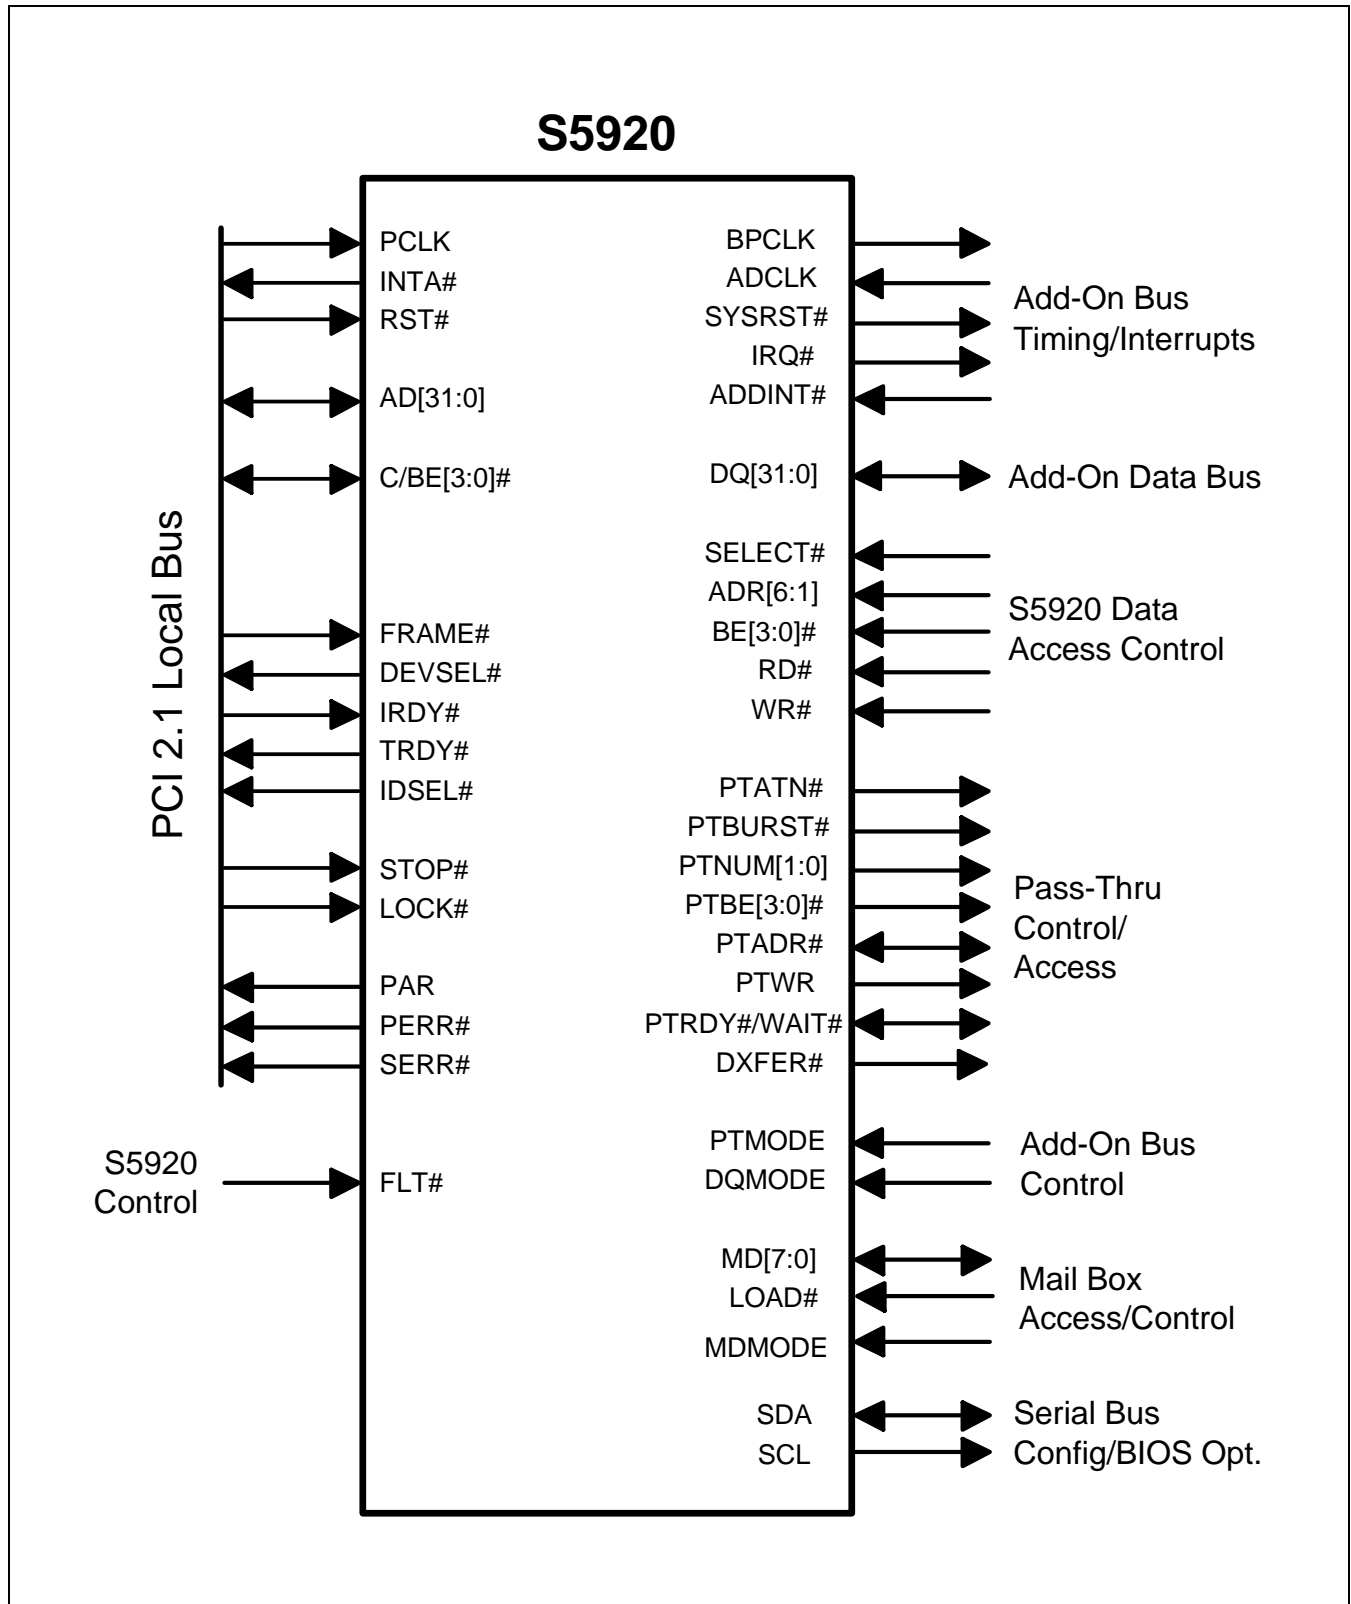 S5920
PCI 2.1 Local Bus
PCLK
INTA#
RST#
AD[31:0]
C/BE[3:0]#
FRAME#
DEVSEL#
IRDY#
TRDY#
IDSEL#
STOP#
LOCK#
PAR
PERR#
SERR#
S5920
Control
FLT#
BPCLK
ADCLK
SYSRST#
IRQ#
ADDINT#
Add-On Bus
Timing/Interrupts
DQ[31:0]
Add-On Data Bus
SELECT#
ADR[6:1]
BE[3:0]#
RD#
WR#
S5920 Data
Access Control
PTATN#
PTBURST#
PTNUM[1:0]
PTBE[3:0]#
PTADR#
PTWR
PTRDY#/WAIT#
DXFER#
Pass-Thru
Control/
Access
PTMODE
DQMODE
Add-On Bus
Control
MD[7:0]
LOAD#
MDMODE
Mail Box
Access/Control
SDA
SCL
Serial Bus
Config/BIOS Opt.